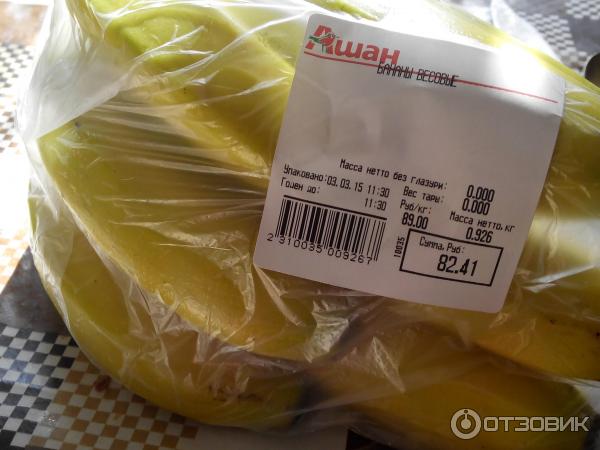 Ашан
БАНАНЫ ВЕСОВЫЕ
Масса нетто без глазури: 0.000
Упаковано:03.03.15 11:30 Вес тары: 0.000
Годен до: 11:30
Руб/кг: 89.00
Масса нетто,кг 0.926
10035
Сумма,Руб:
82.41
2 310035 009267
ОТЗОВИК